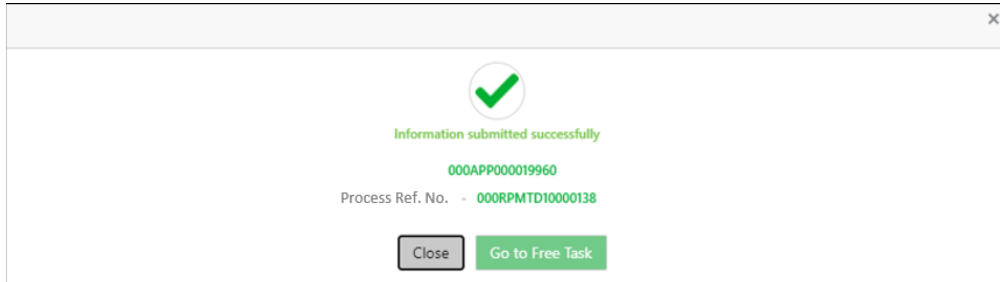 ×
Information submitted successfully
000APP000019960
Process Ref. No. - 000RPMTD10000138
Close Go to Free Task